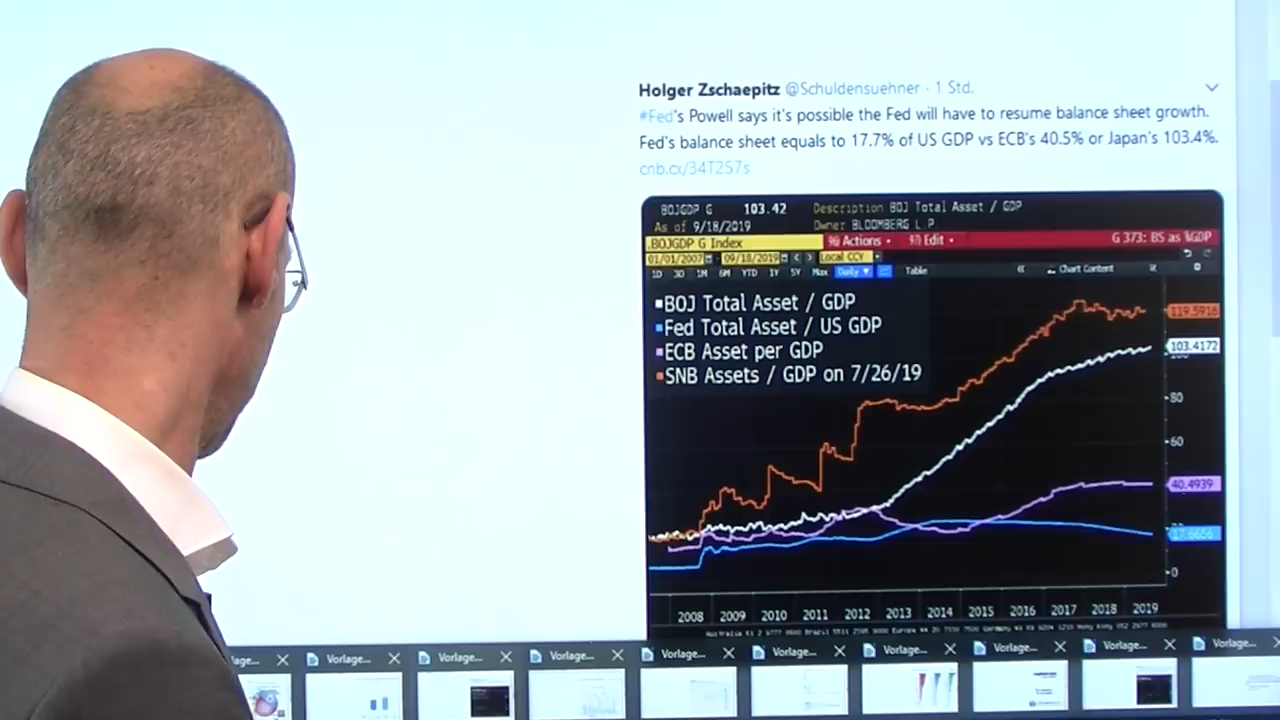 Holger Zschaepitz @Schuldensuehner · 1 Std.
#Fed's Powell says it's possible the Fed will have to resume balance sheet growth.
Fed's balance sheet equals to 17.7% of US GDP vs ECB's 40.5% or Japan's 103.4%.
cnb.cx/34T257s
BOJGDP G 103.42 Description BOJ Total Asset / GDP
As of 9/18/2019 Owner BLOOMBERG L.P
.BOJGDP G Index 96 Actions 97 Edit G 373: BS as %GDP
01/01/2007 - 09/18/2019 Local CCY
1D 3D 1M 6M YTD 1Y 5Y Max Daily ▼ Table « Chart Content
BOJ Total Asset / GDP
Fed Total Asset / US GDP
ECB Asset per GDP
SNB Assets / GDP on 7/26/19
119.5916
103.4172
100
80
60
40.4939
20
17.6656
0
2008 2009 2010 2011 2012 2013 2014 2015 2016 2017 2018 2019
age... Vorlage... Vorlage... Vorlage... Vorlage... Vorlage... Vorlage... Vorlage... Vorlage... Vorlage...